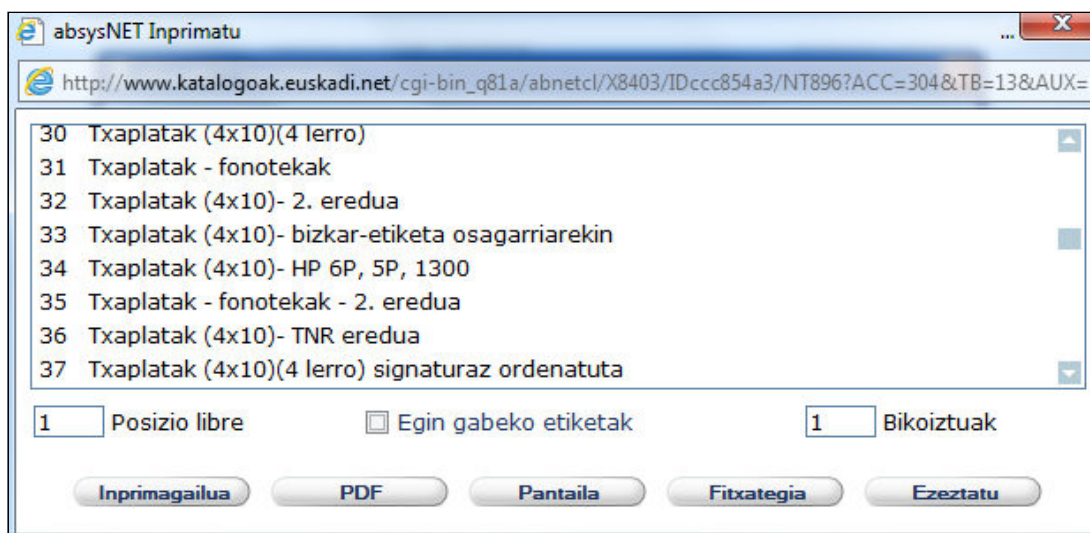 absysNET Inprimatu
...
X
http://www.katalogoak.euskadi.net/cgi-bin_q81a/abnetcl/X8403/IDccc854a3/NT896?ACC=304&TB=13&AUX=
30 Txaplatak (4x10)(4 lerro)
31 Txaplatak - fonotekak
32 Txaplatak (4x10)- 2. eredua
33 Txaplatak (4x10)- bizkar-etiketa osagarriarekin
34 Txaplatak (4x10)- HP 6P, 5P, 1300
35 Txaplatak - fonotekak - 2. eredua
36 Txaplatak (4x10)- TNR eredua
37 Txaplatak (4x10)(4 lerro) signaturaz ordenatuta
1 Posizio libre Egin gabeko etiketak 1 Bikoiztuak
Inprimagailua PDF Pantaila Fitxategia Ezeztatu